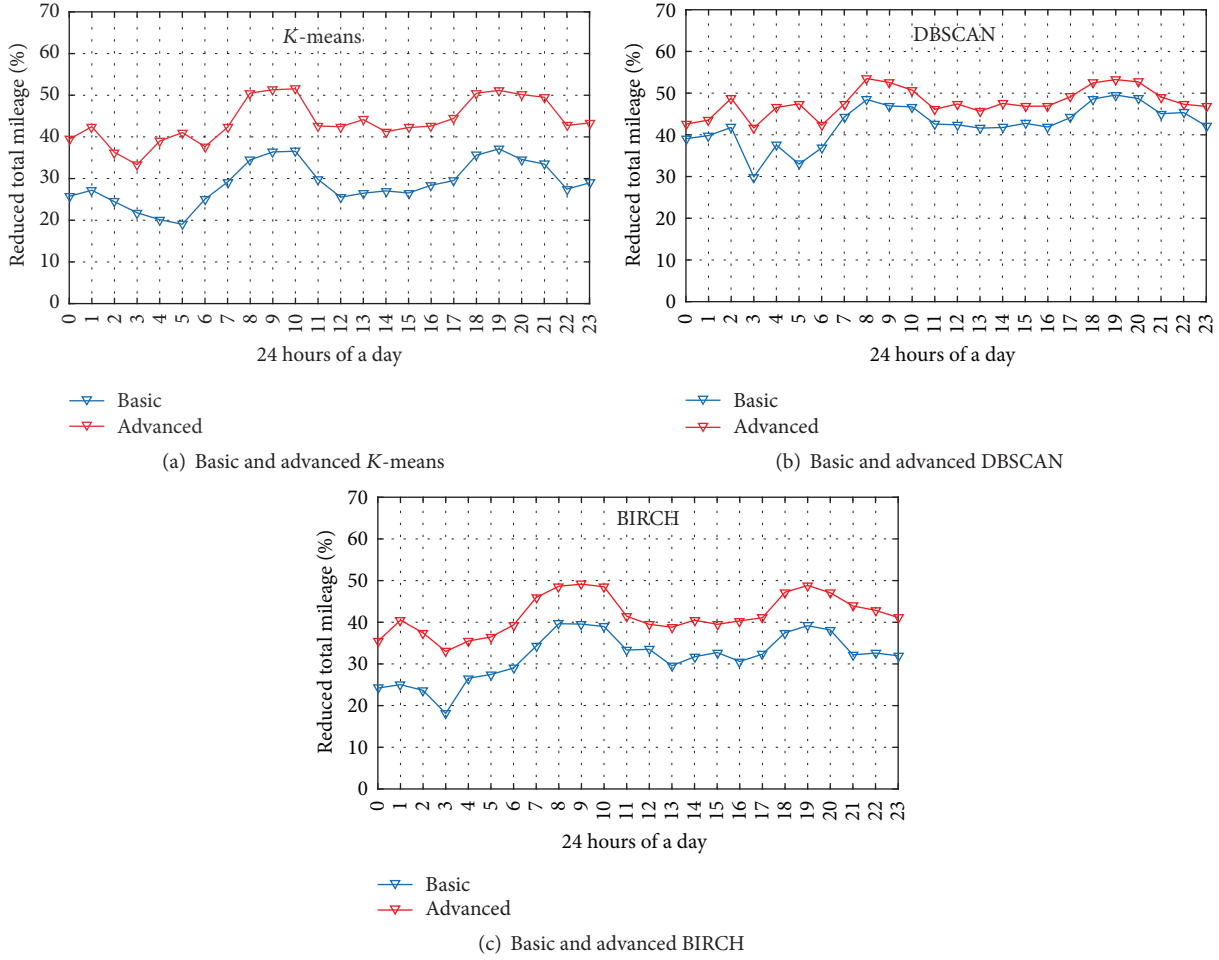 K-means
Reduced total mileage (%)
70
60
50
40
30
20
10
0
0 1 2 3 4 5 6 7 8 9 10 11 12 13 14 15 16 17 18 19 20 21 22 23
24 hours of a day
Basic
Advanced
(a) Basic and advanced K-means
DBSCAN
Reduced total mileage (%)
70
60
50
40
30
20
10
0
0 1 2 3 4 5 6 7 8 9 10 11 12 13 14 15 16 17 18 19 20 21 22 23
24 hours of a day
Basic
Advanced
(b) Basic and advanced DBSCAN
BIRCH
Reduced total mileage (%)
70
60
50
40
30
20
10
0
0 1 2 3 4 5 6 7 8 9 10 11 12 13 14 15 16 17 18 19 20 21 22 23
24 hours of a day
Basic
Advanced
(c) Basic and advanced BIRCH